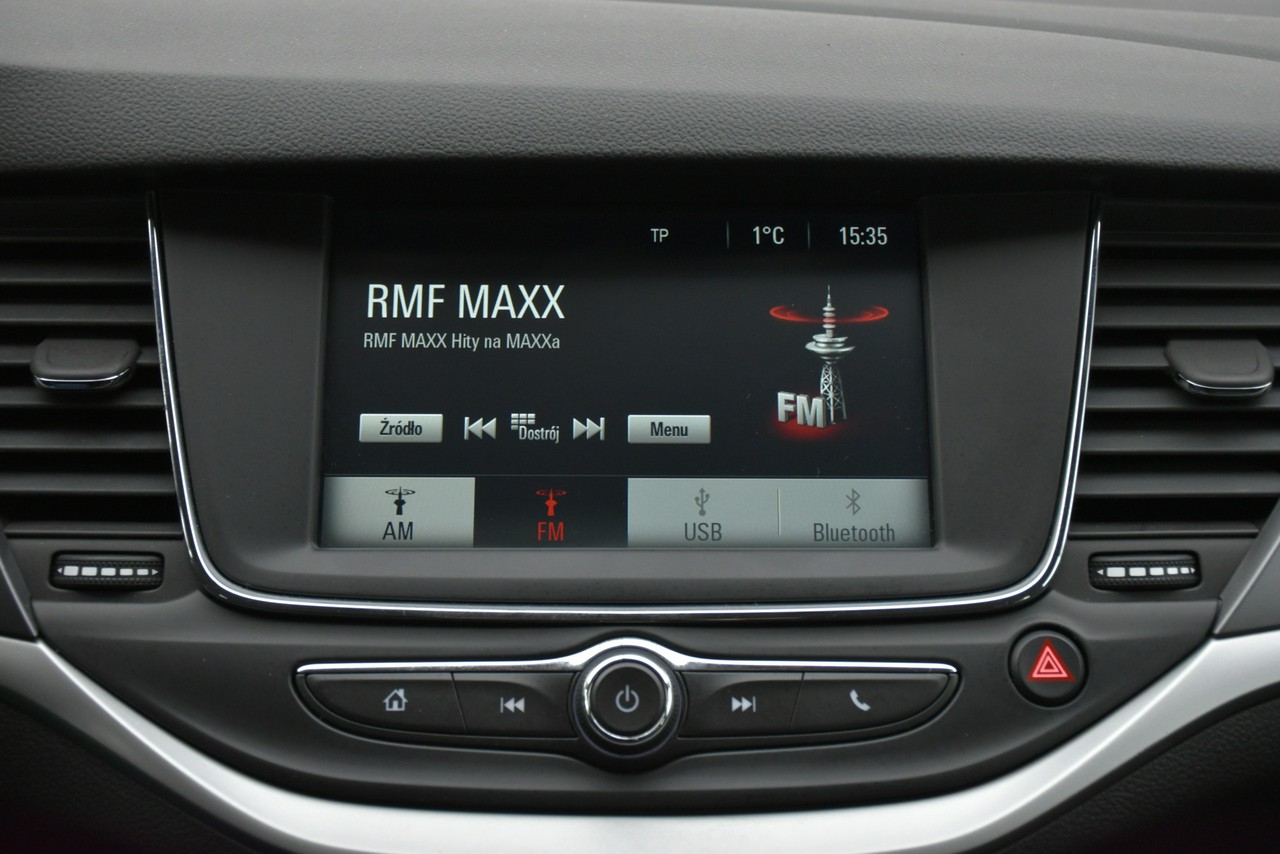 TP 1°C 15:35
RMF MAXX
RMF MAXX Hity na MAXXa
FM
Źródło Dostrój Menu
AM FM USB Bluetooth